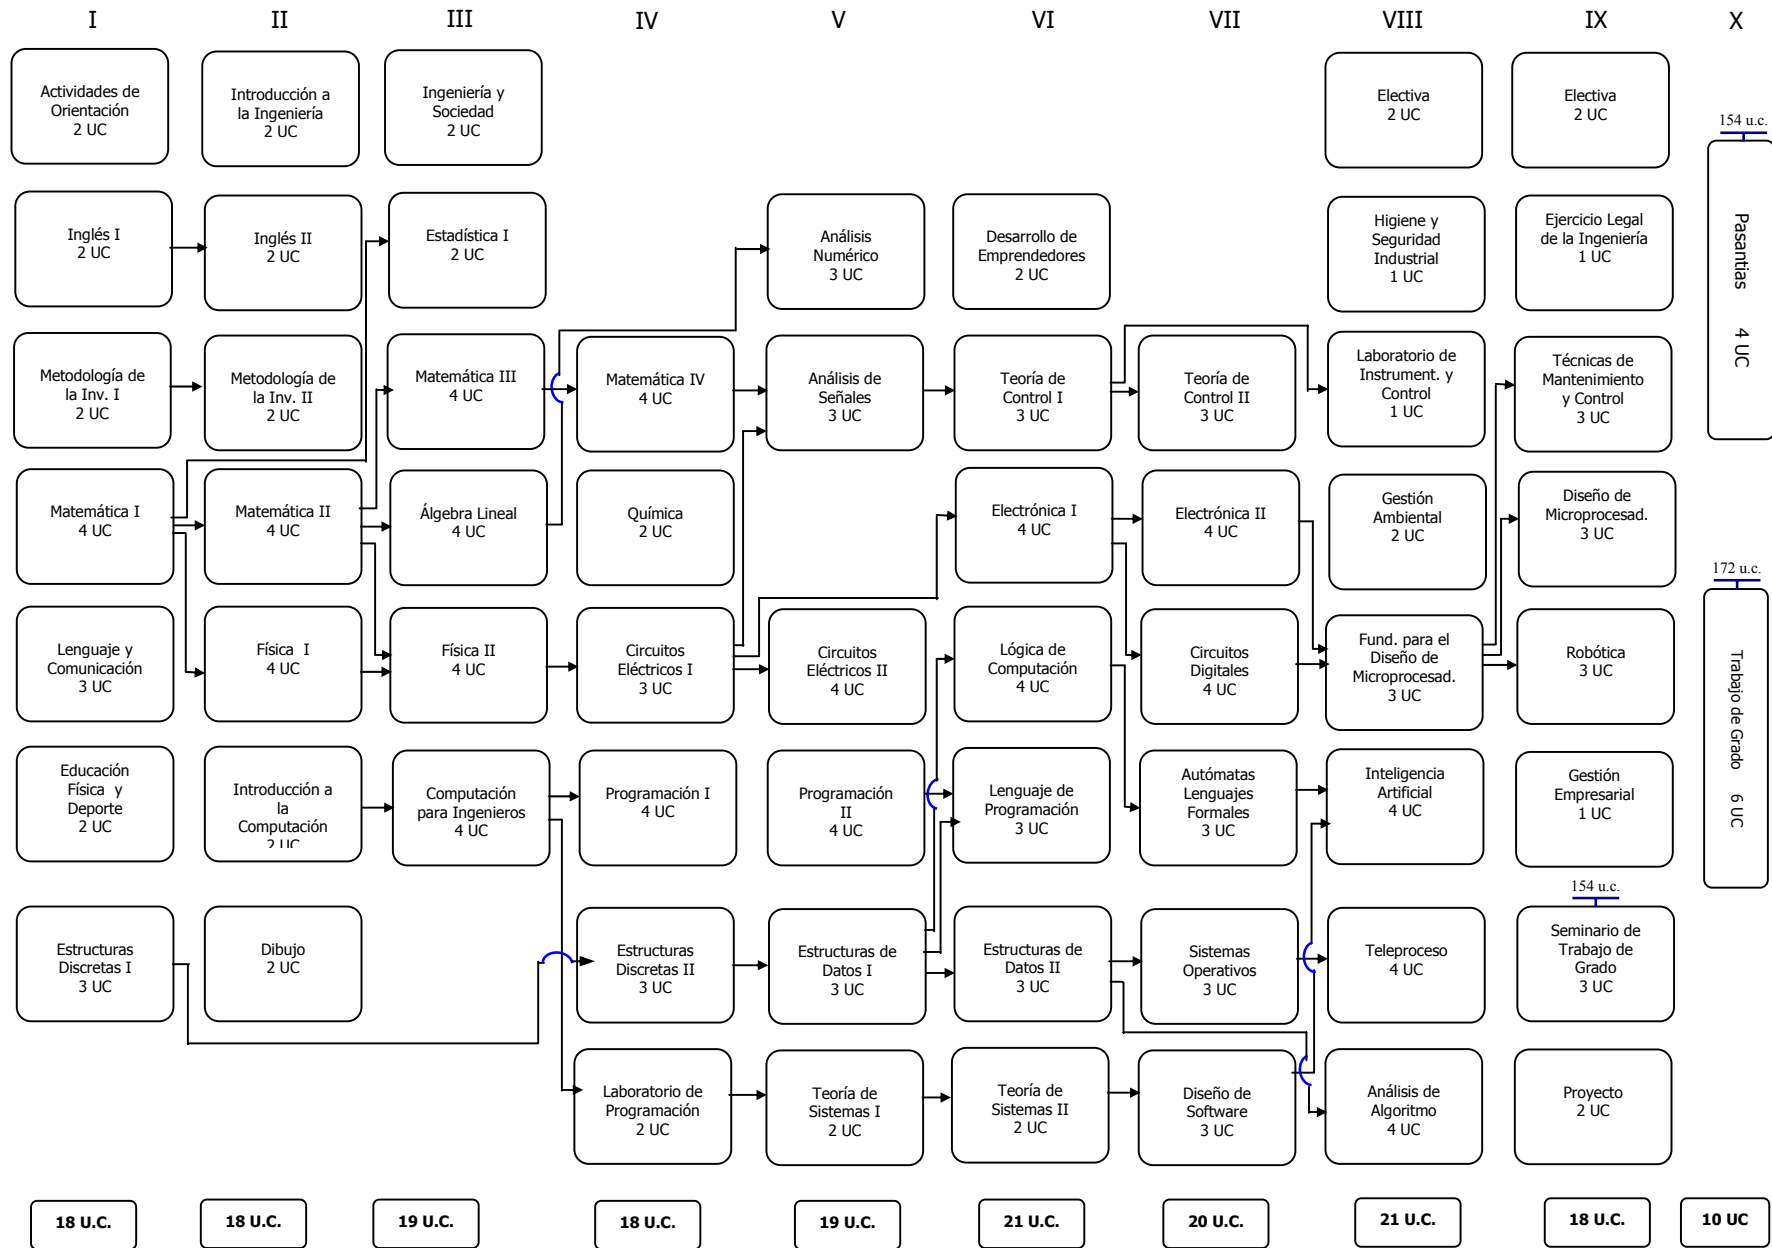 I II III IV V VI VII VIII IX X
Actividades de
Orientación
2 UC
Introducción a
la Ingeniería
2 UC
Ingeniería y
Sociedad
2 UC
Electiva
2 UC
Electiva
2 UC
154 u.c.
Pasantias 4 UC
Inglés I
2 UC
Inglés II
2 UC
Estadística I
2 UC
Análisis
Numérico
3 UC
Desarrollo de
Emprendedores
2 UC
Higiene y
Seguridad
Industrial
1 UC
Ejercicio Legal
de la Ingeniería
1 UC
Metodología de
la Inv. I
2 UC
Metodología de
la Inv. II
2 UC
Matemática III
4 UC
Matemática IV
4 UC
Análisis de
Señales
3 UC
Teoría de
Control I
3 UC
Teoría de
Control II
3 UC
Laboratorio de
Instrument. y
Control
1 UC
Técnicas de
Mantenimiento
y Control
3 UC
Matemática I
4 UC
Matemática II
4 UC
Álgebra Lineal
4 UC
Química
2 UC
Electrónica I
4 UC
Electrónica II
4 UC
Gestión
Ambiental
2 UC
Diseño de
Microprocesad.
3 UC
172 u.c.
Trabajo de Grado 6 UC
Lenguaje y
Comunicación
3 UC
Física I
4 UC
Física II
4 UC
Circuitos
Eléctricos I
3 UC
Circuitos
Eléctricos II
4 UC
Lógica de
Computación
4 UC
Circuitos
Digitales
4 UC
Fund. para el
Diseño de
Microprocesad.
3 UC
Robótica
3 UC
Educación
Física y
Deporte
2 UC
Introducción a
la
Computación
2 UC
Computación
para Ingenieros
4 UC
Programación I
4 UC
Programación
II
4 UC
Lenguaje de
Programación
3 UC
Autómatas
Lenguajes
Formales
3 UC
Inteligencia
Artificial
4 UC
Gestión
Empresarial
1 UC
Estructuras
Discretas I
3 UC
Dibujo
2 UC
Estructuras
Discretas II
3 UC
Estructuras de
Datos I
3 UC
Estructuras de
Datos II
3 UC
Sistemas
Operativos
3 UC
Teleproceso
4 UC
154 u.c.
Seminario de
Trabajo de
Grado
3 UC
Laboratorio de
Programación
2 UC
Teoría de
Sistemas I
2 UC
Teoría de
Sistemas II
2 UC
Diseño de
Software
3 UC
Análisis de
Algoritmo
4 UC
Proyecto
2 UC
18 U.C. 18 U.C. 19 U.C. 18 U.C. 19 U.C. 21 U.C. 20 U.C. 21 U.C. 18 U.C. 10 UC